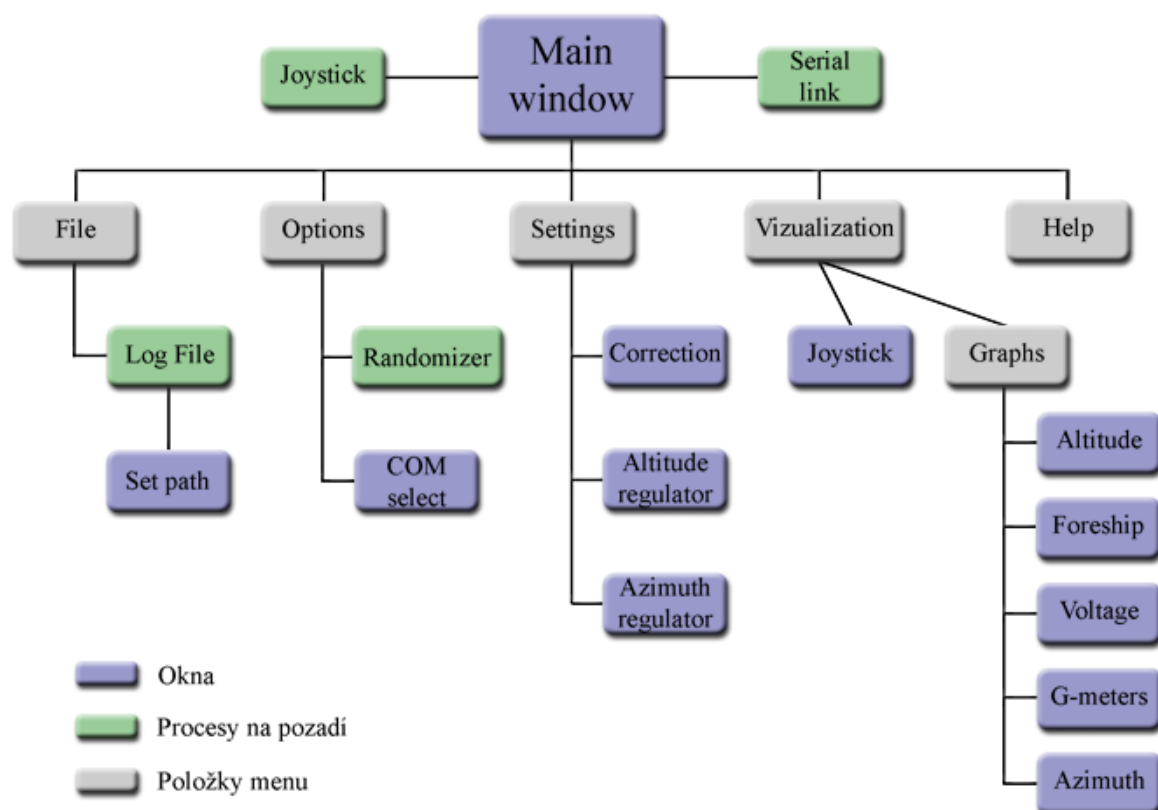 Main
window
Joystick
Serial
link
File
Options
Settings
Vizualization
Help
Log File
Randomizer
Correction
Joystick
Graphs
Set path
COM
select
Altitude
regulator
Azimuth
regulator
Altitude
Foreship
Voltage
G-meters
Azimuth
Okna
Procesy na pozadí
Položky menu